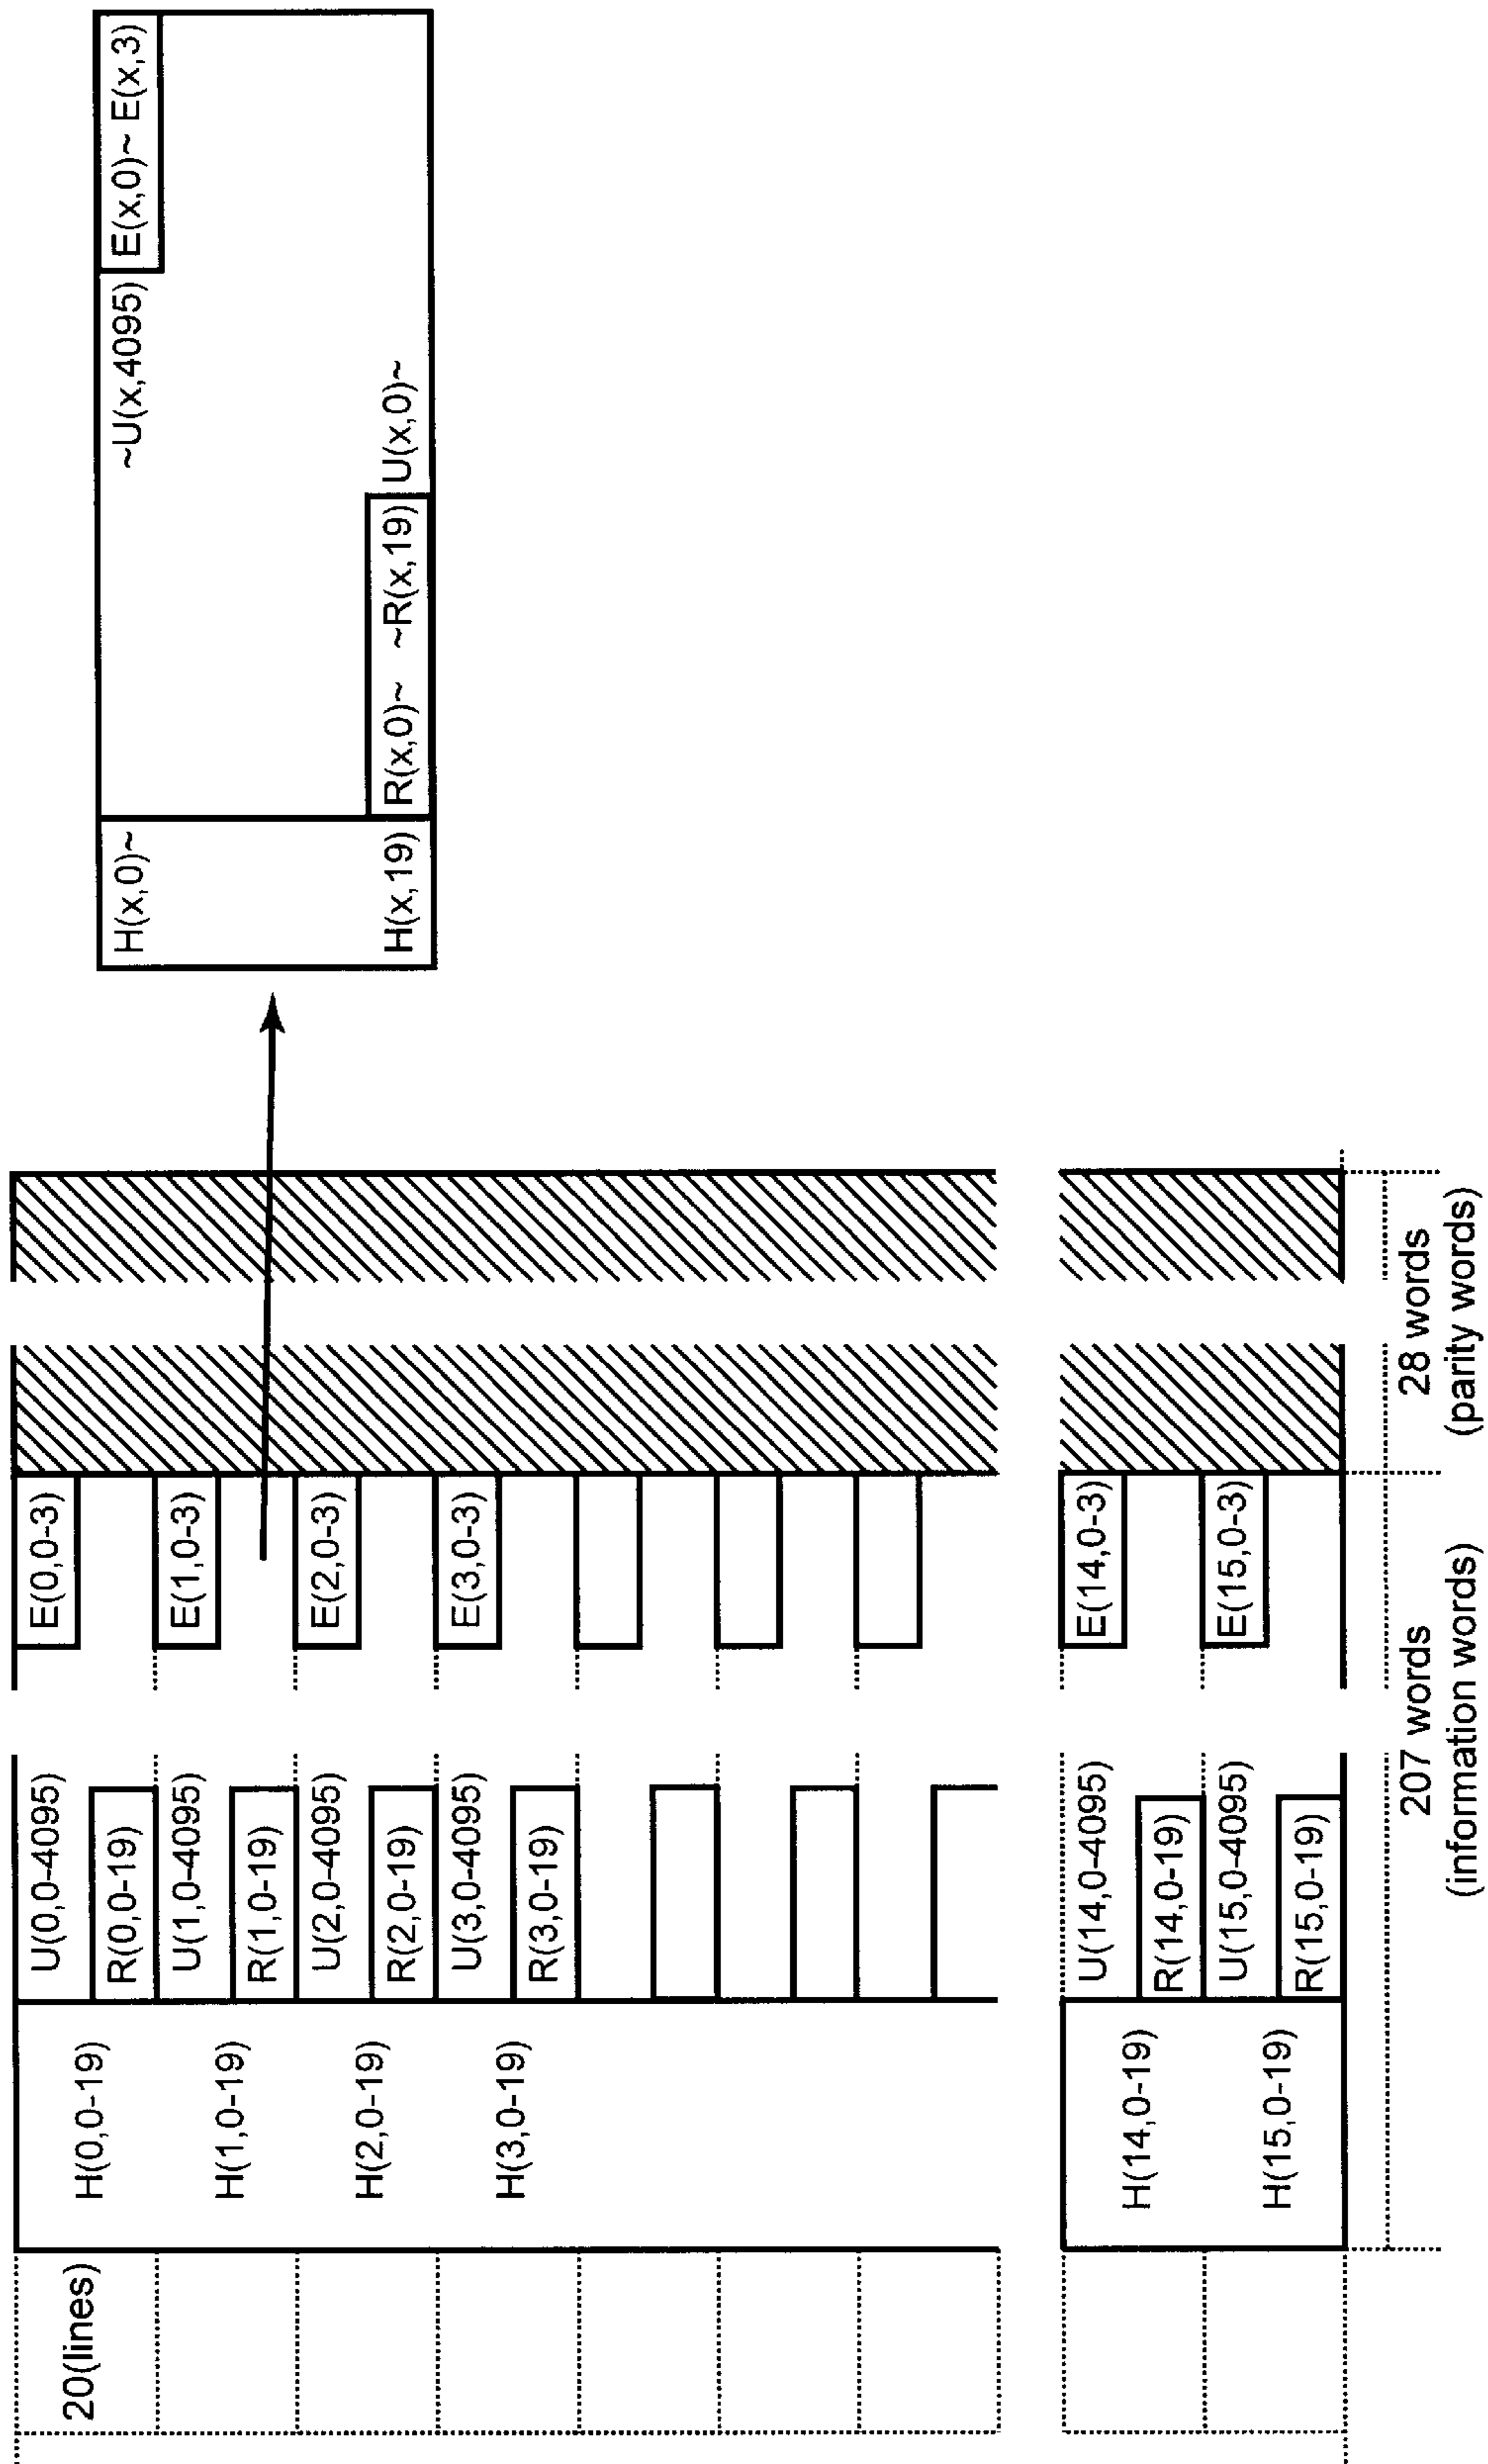 20(lines)
H(0,0-19)
U(0,0-4095)
R(0,0-19)
E(0,0-3)
H(1,0-19)
U(1,0-4095)
R(1,0-19)
E(1,0-3)
H(2,0-19)
U(2,0-4095)
R(2,0-19)
E(2,0-3)
H(3,0-19)
U(3,0-4095)
R(3,0-19)
E(3,0-3)
H(14,0-19)
U(14,0-4095)
R(14,0-19)
E(14,0-3)
H(15,0-19)
U(15,0-4095)
R(15,0-19)
E(15,0-3)
207 words
(information words)
28 words
(parity words)
H(x,0)~ ~U(x,4095) E(x,0)~ E(x,3)
H(x,19) R(x,0)~ ~R(x,19) U(x,0)~